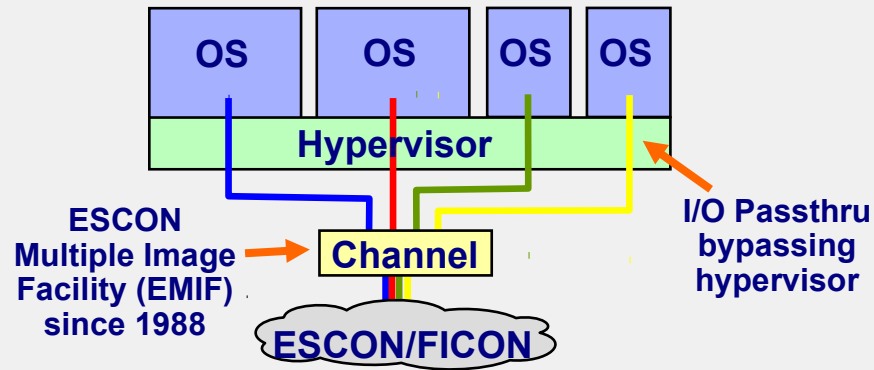 OS OS OS OS
Hypervisor
ESCON
Multiple Image
Facility (EMIF)
since 1988
Channel
I/O Passthru
bypassing
hypervisor
ESCON/FICON